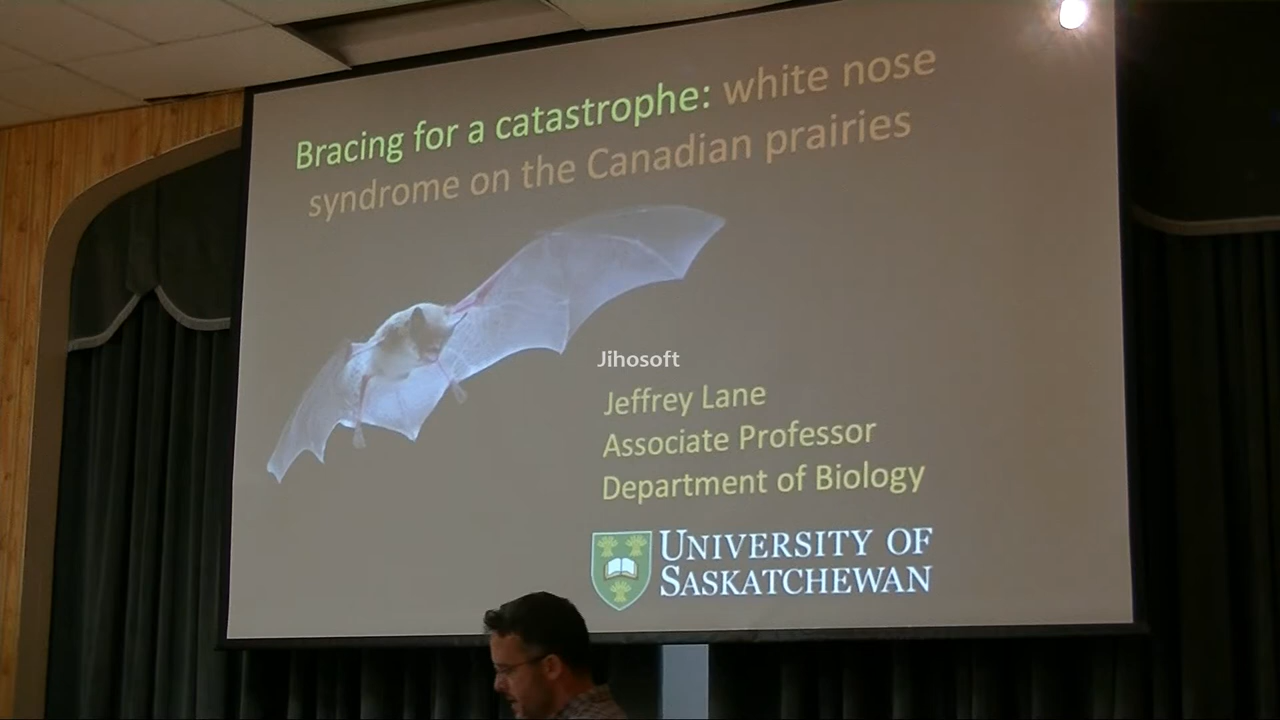 Bracing for a catastrophe: white nose
syndrome on the Canadian prairies
Jihosoft
Jeffrey Lane
Associate Professor
Department of Biology
UNIVERSITY OF
SASKATCHEWAN